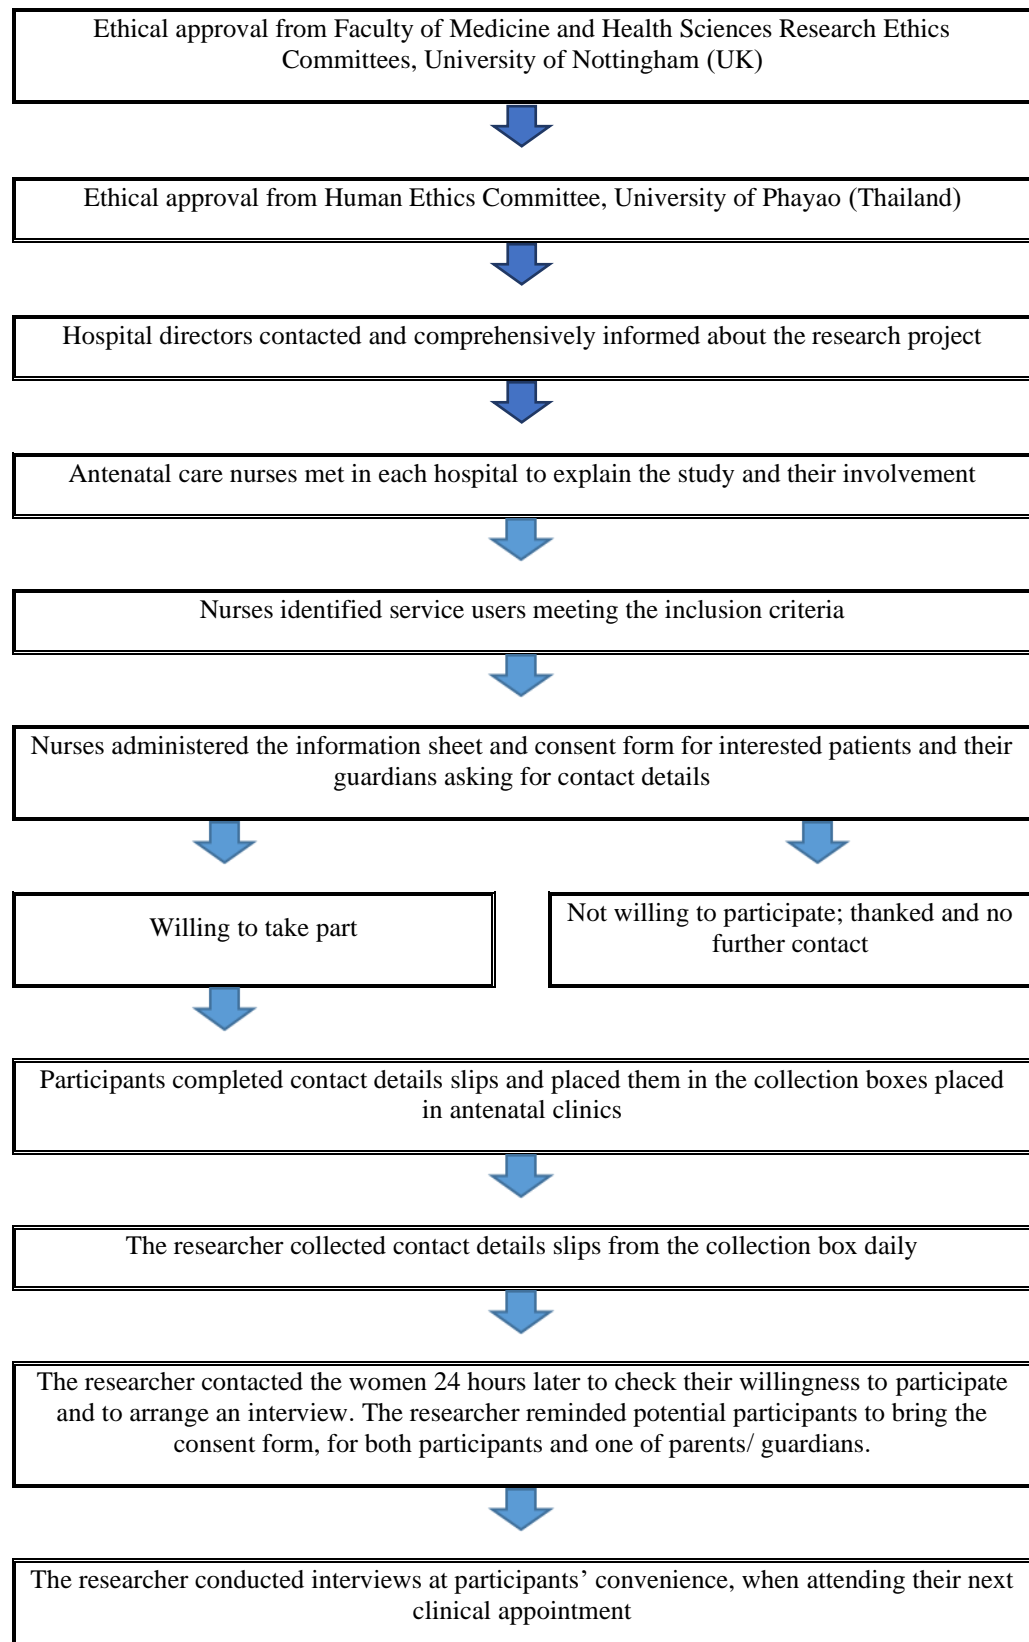 Ethical approval from Faculty of Medicine and Health Sciences Research Ethics
Committees, University of Nottingham (UK)
Ethical approval from Human Ethics Committee, University of Phayao (Thailand)
Hospital directors contacted and comprehensively informed about the research project
Antenatal care nurses met in each hospital to explain the study and their involvement
Nurses identified service users meeting the inclusion criteria
Nurses administered the information sheet and consent form for interested patients and their
guardians asking for contact details
Willing to take part
Not willing to participate; thanked and no
further contact
Participants completed contact details slips and placed them in the collection boxes placed
in antenatal clinics
The researcher collected contact details slips from the collection box daily
The researcher contacted the women 24 hours later to check their willingness to participate
and to arrange an interview. The researcher reminded potential participants to bring the
consent form, for both participants and one of parents/ guardians.
The researcher conducted interviews at participants’ convenience, when attending their next
clinical appointment